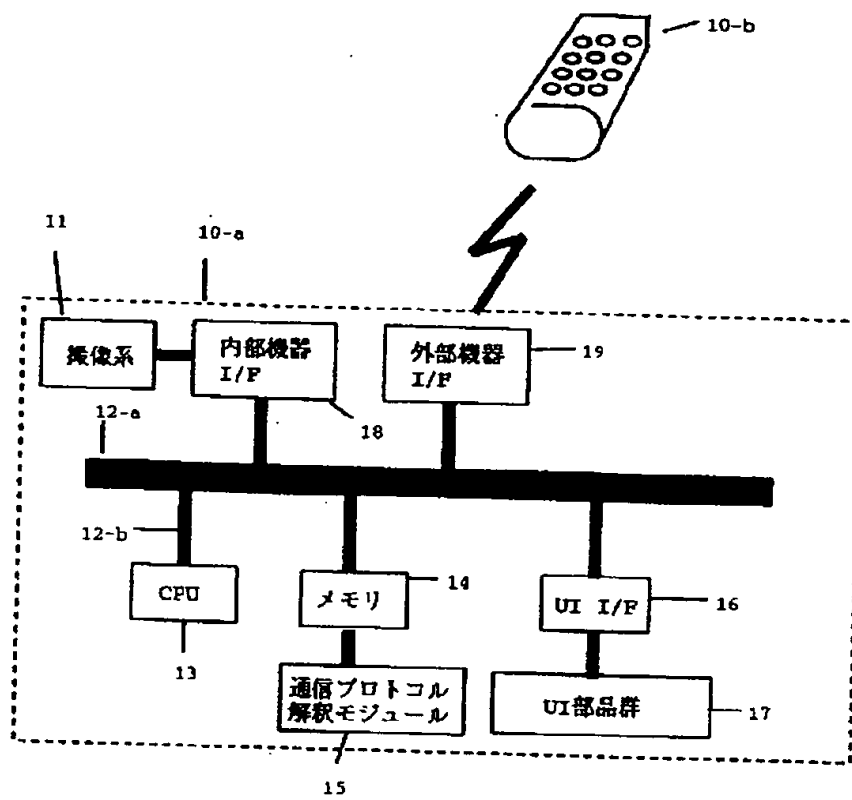 10-b
11
10-a
撮像系
内部機器
I/F
外部機器
I/F
19
18
12-a
12-b
CPU
13
メモリ
14
UI I/F
16
通信プロトコル
解釈モジュール
15
UI部品群
17